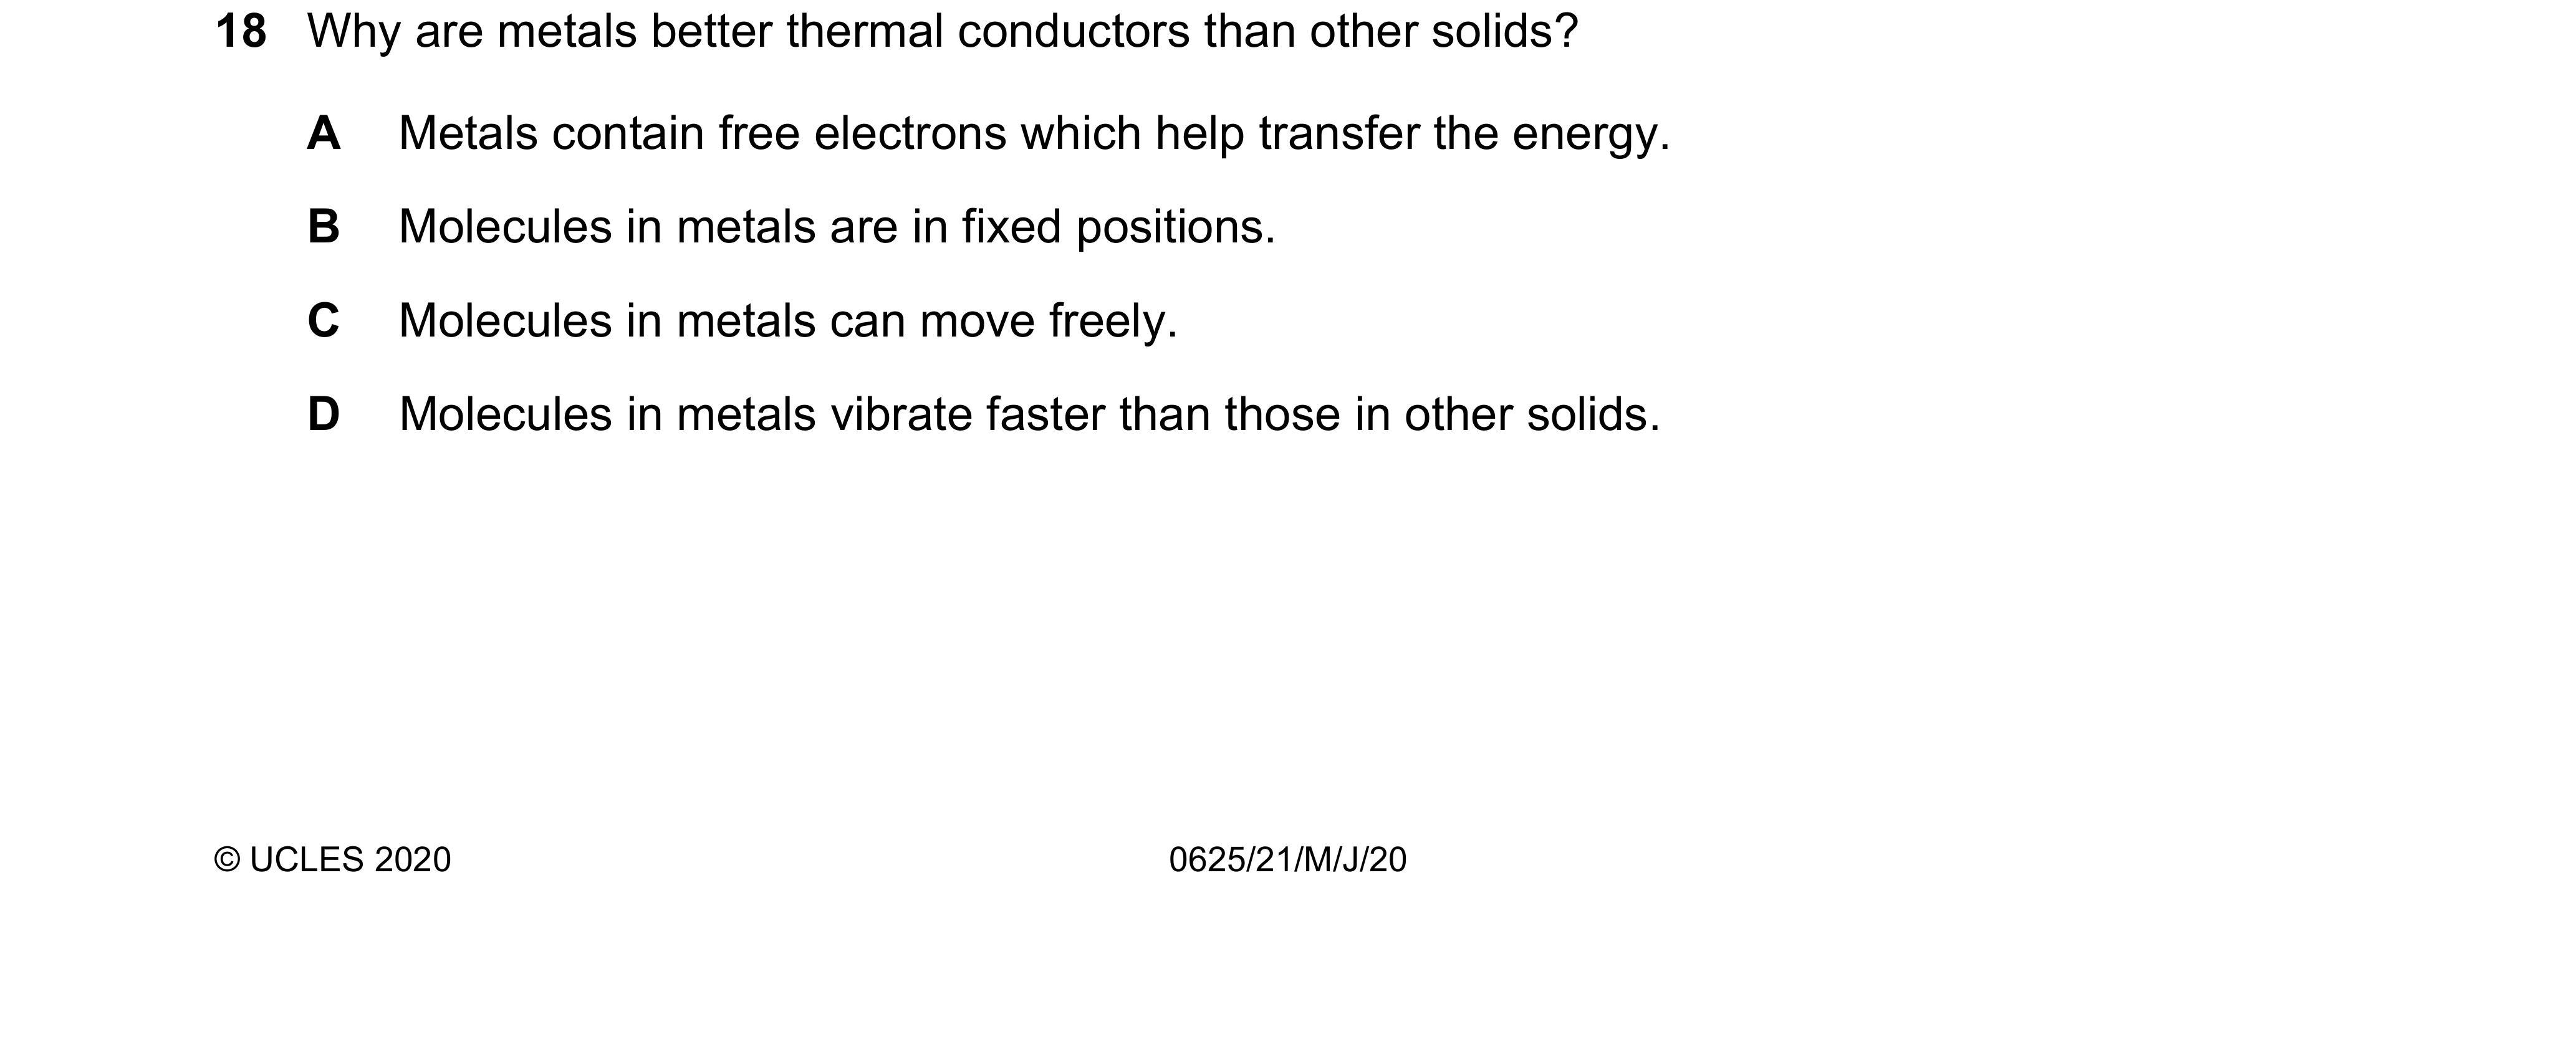 18 Why are metals better thermal conductors than other solids?
A Metals contain free electrons which help transfer the energy.
B Molecules in metals are in fixed positions.
C Molecules in metals can move freely.
D Molecules in metals vibrate faster than those in other solids.
© UCLES 2020 0625/21/M/J/20